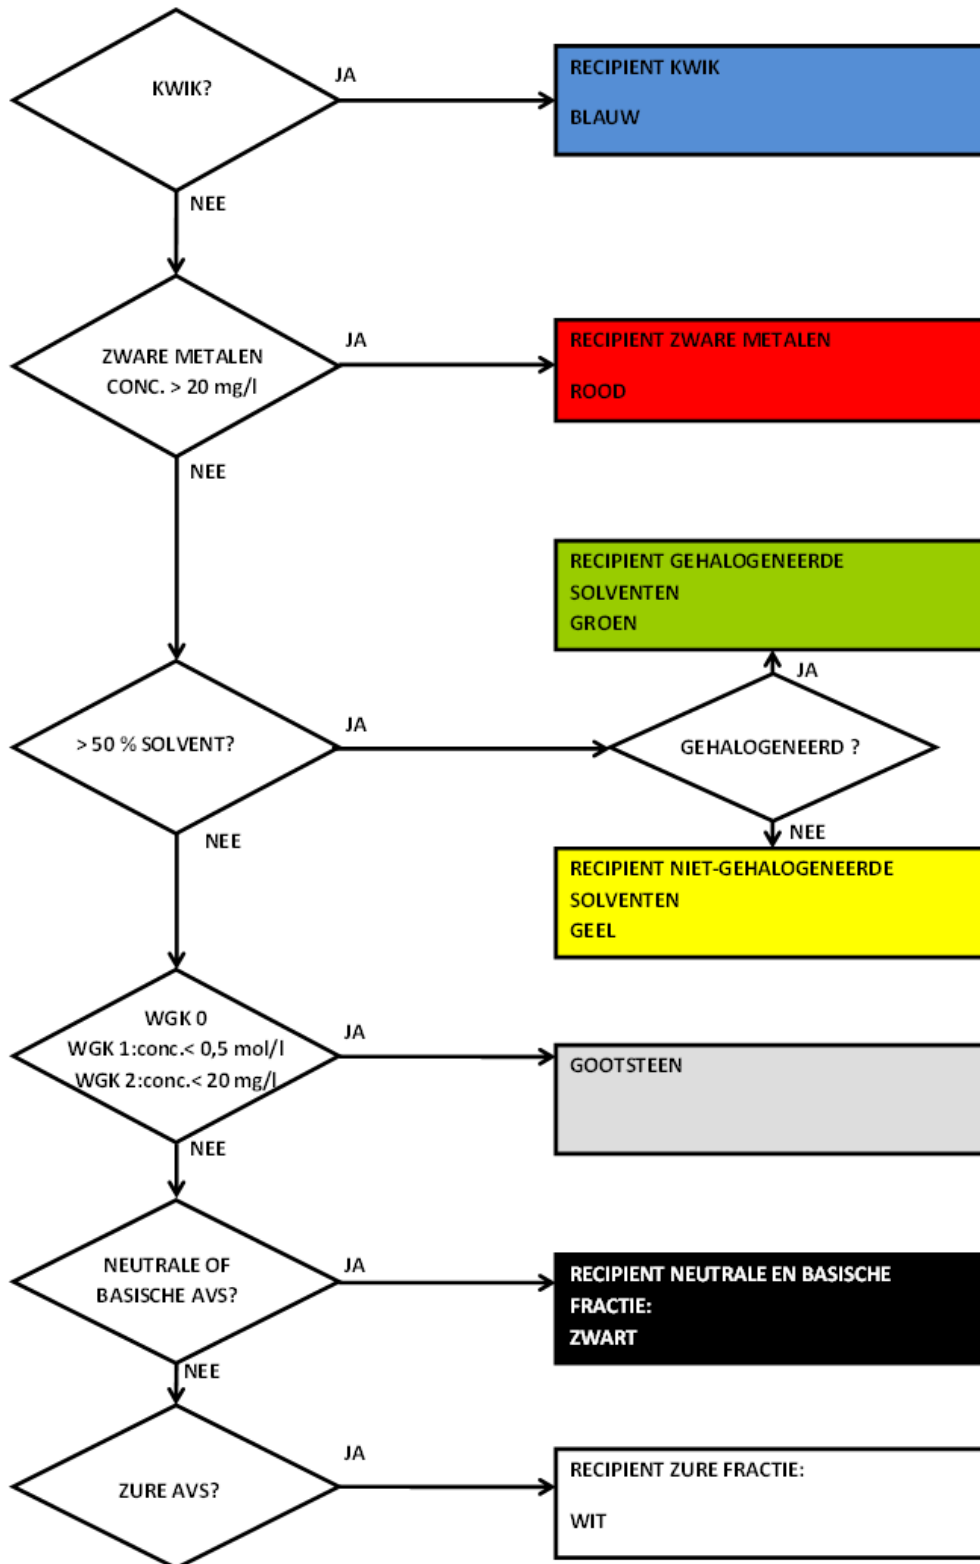 KWIK?
JA
RECIPIENT KWIK
BLAUW
NEE
ZWARE METALEN
CONC. > 20 mg/l
JA
RECIPIENT ZWARE METALEN
ROOD
NEE
RECIPIENT GEHALOGENEERDE
SOLVENTEN
GROEN
JA
> 50 % SOLVENT?
JA
GEHALOGENEERD ?
NEE
NEE
RECIPIENT NIET-GEHALOGENEERDE
SOLVENTEN
GEEL
WGK 0
WGK 1:conc.< 0,5 mol/l
WGK 2:conc.< 20 mg/l
JA
GOOTSTEEN
NEE
NEUTRALE OF
BASISCHE AVS?
JA
RECIPIENT NEUTRALE EN BASISCHE
FRACTIE:
ZWART
NEE
ZURE AVS?
JA
RECIPIENT ZURE FRACTIE:
WIT